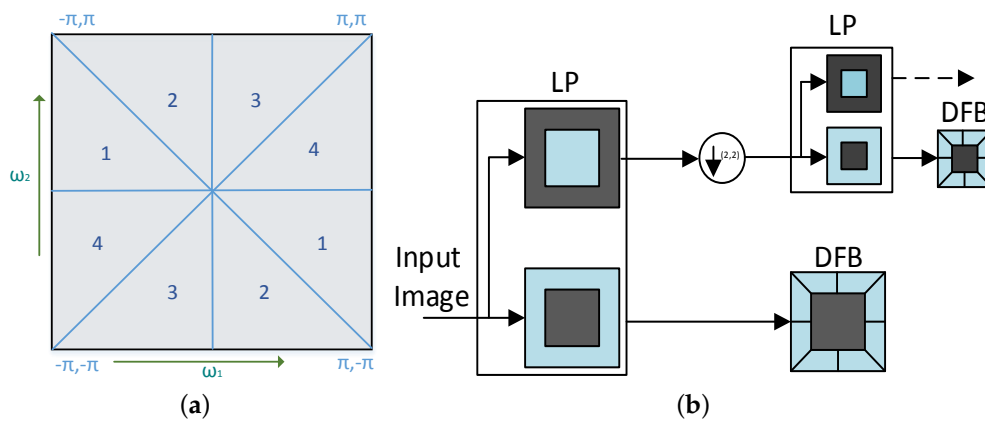 -π,π
π,π
2
3
1
4
ω₂
4
1
3
2
-π,-π
π,-π
ω₁
(a)
LP
LP
DFB
(2,2)
Input
Image
DFB
(b)